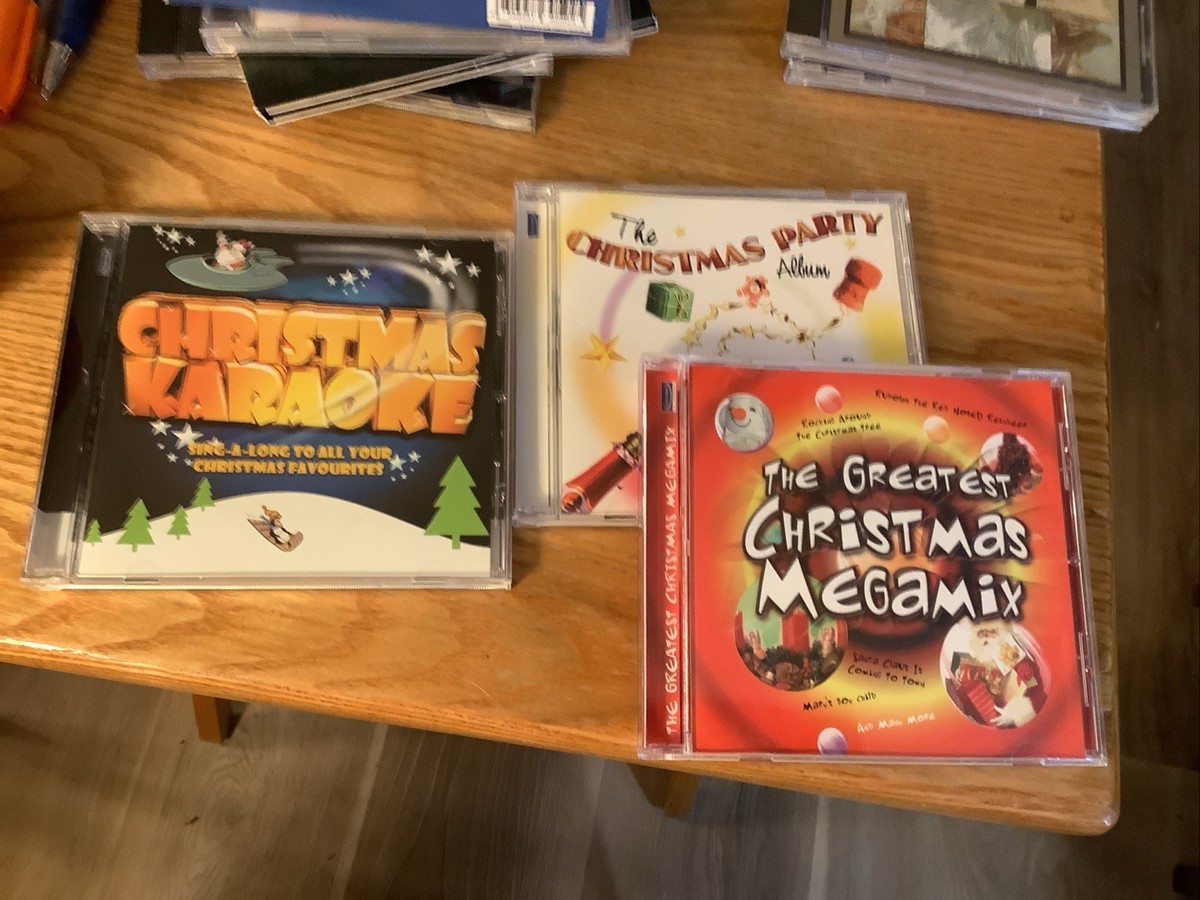 CHRISTMAS
KARAOKE
SING-A-LONG TO ALL YOUR
CHRISTMAS FAVOURITES
The
CHRISTMAS PARTY
Album
THE GREATEST CHRISTMAS MEGAMIX
Rudolph The Red Nosed Reindeer
Rockin Around
The Christmas Tree
THE GREATEST
CHRISTMAS
MEGAMIX
Santa Claus Is
Coming To Town
Mary's Boy Child
And Many More